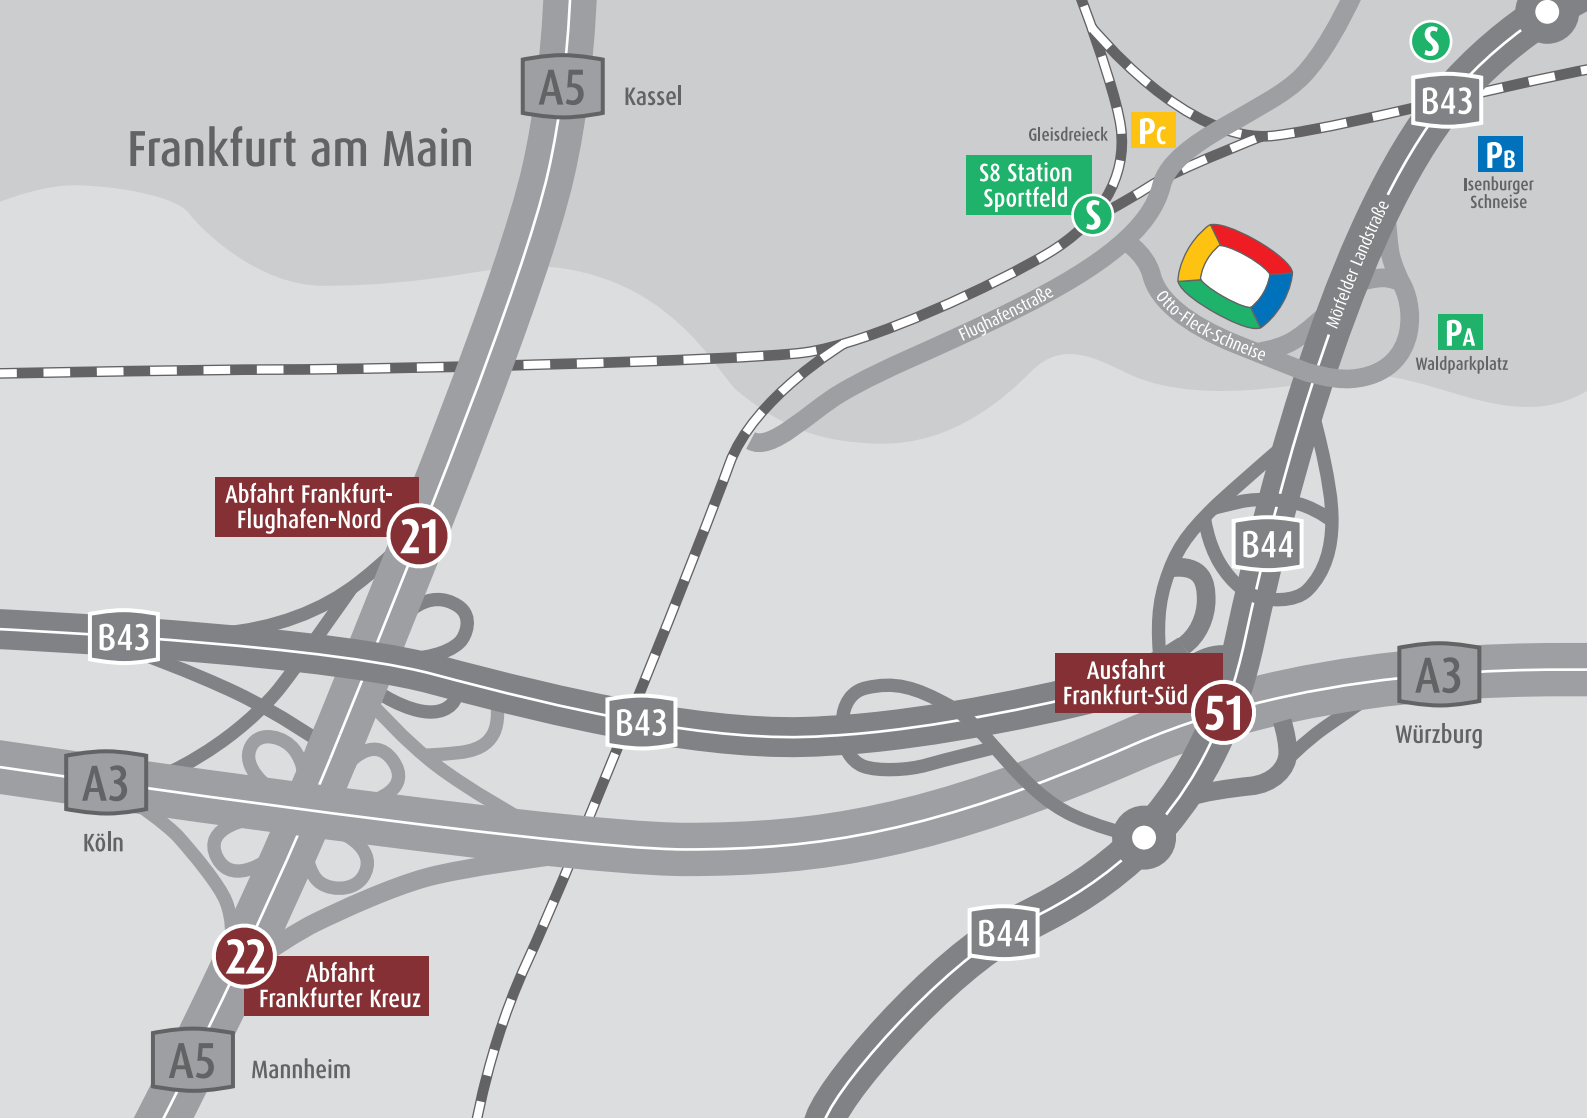 S
A5
Kassel
B43
Frankfurt am Main
Gleisdreieck
PC
PB
Isenburger
Schneise
S8 Station
Sportfeld
S
Mörfelder Landstraße
Flughafenstraße
Otto-Fleck-Schneise
PA
Waldparkplatz
Abfahrt Frankfurt-
Flughafen-Nord
21
B44
B43
Ausfahrt
Frankfurt-Süd
51
A3
Würzburg
B43
A3
Köln
B44
22
Abfahrt
Frankfurter Kreuz
A5
Mannheim